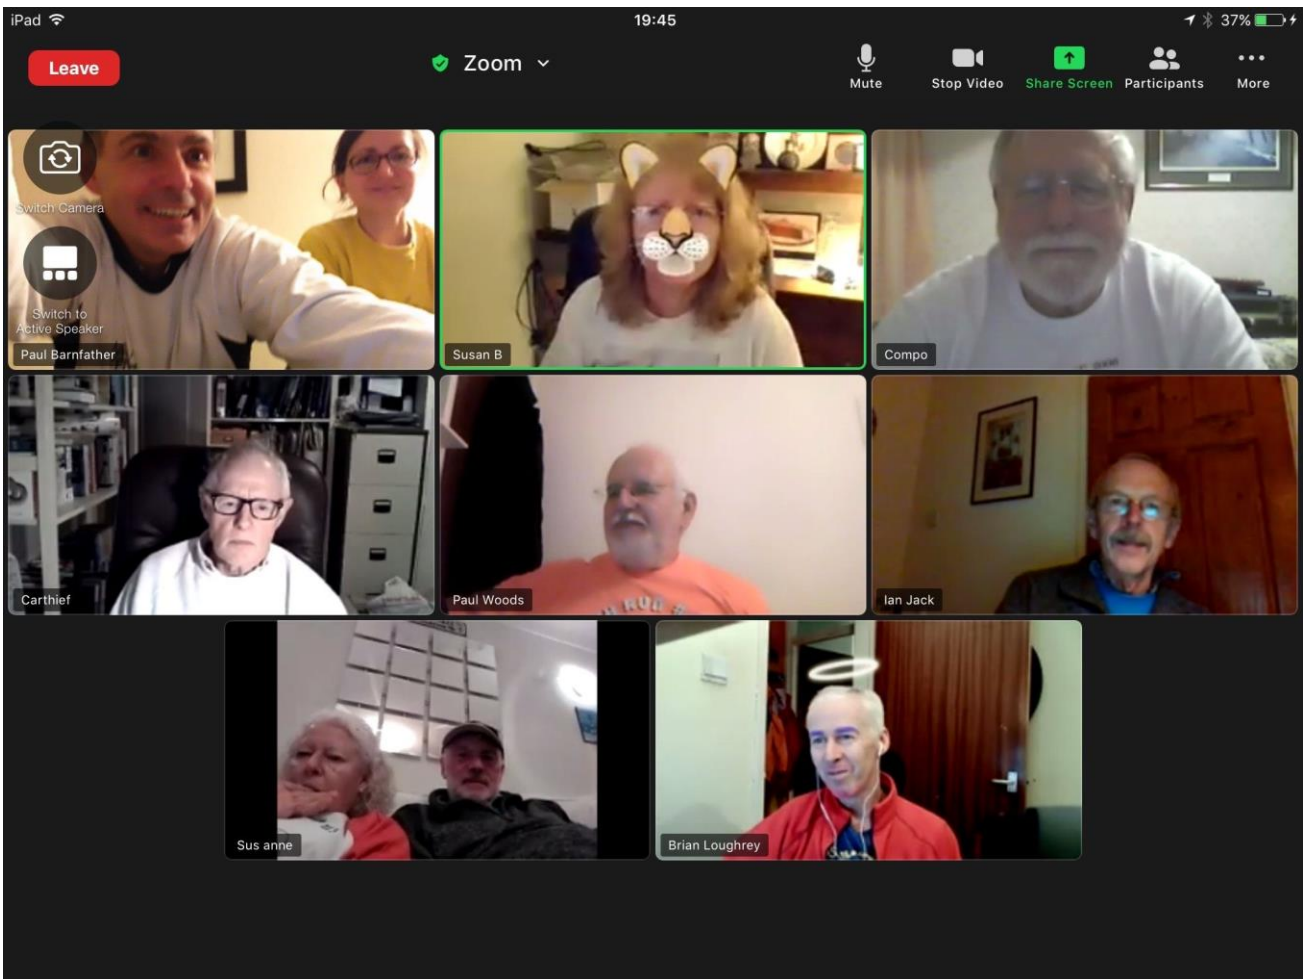 iPad
19:45
37%
Leave
Zoom
Mute
Stop Video
Share Screen
Participants
More
Switch Camera
Switch to
Active Speaker
Paul Barnfather
Susan B
Compo
Carthief
Paul Woods
Ian Jack
Sus anne
Brian Loughrey